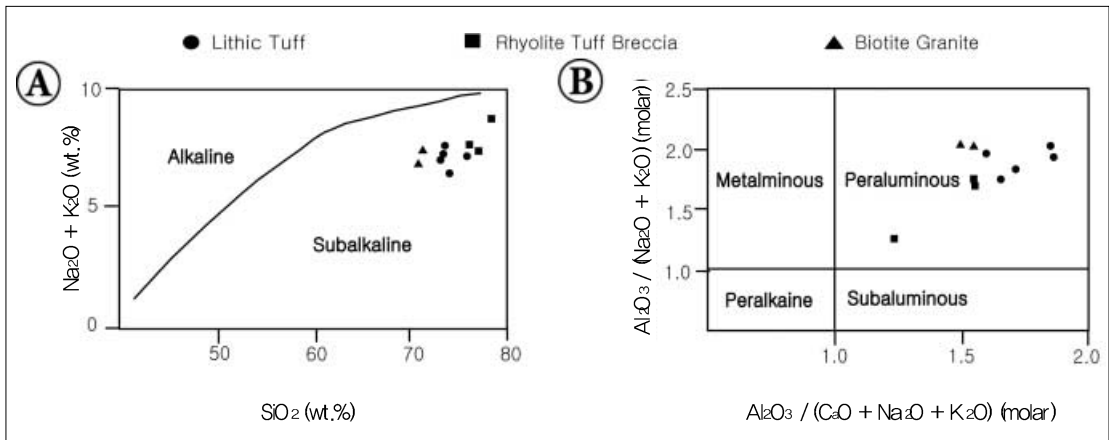 Lithic Tuff Rhyolite Tuff Breccia Biotite Granite
A
Na2O + K2O (wt.%)
10
5
0
Alkaline
Subalkaline
50 60 70 80
SiO2 (wt.%)
B
Al2O3 / (Na2O + K2O) (molar)
2.5
2.0
1.5
1.0
Metalminous Peraluminous
Peralkaine Subaluminous
1.0 1.5 2.0
Al2O3 / (CaO + Na2O + K2O) (molar)